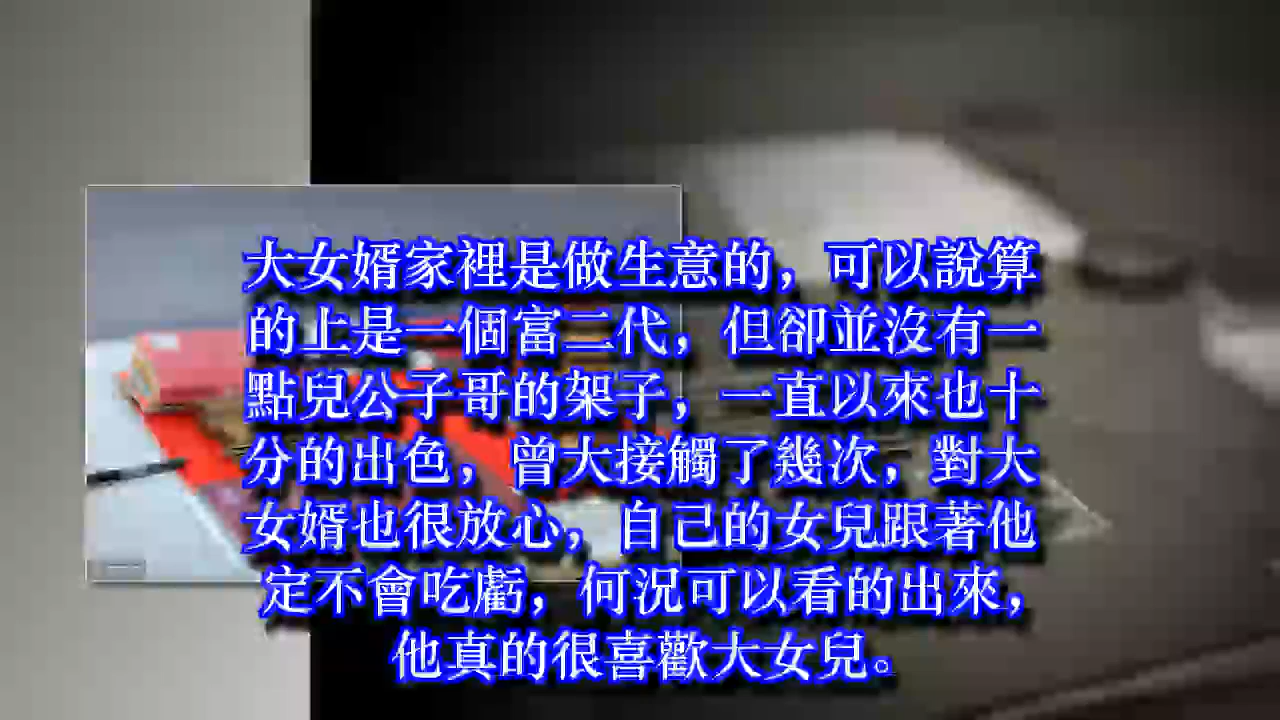 大女婿家裡是做生意的，可以說算
的上是一個富二代，但卻並沒有一
點兒公子哥的架子，一直以來也十
分的出色，曾大接觸了幾次，對大
女婿也很放心，自己的女兒跟著他
定不會吃虧，何況可以看的出來，
他真的很喜歡大女兒。